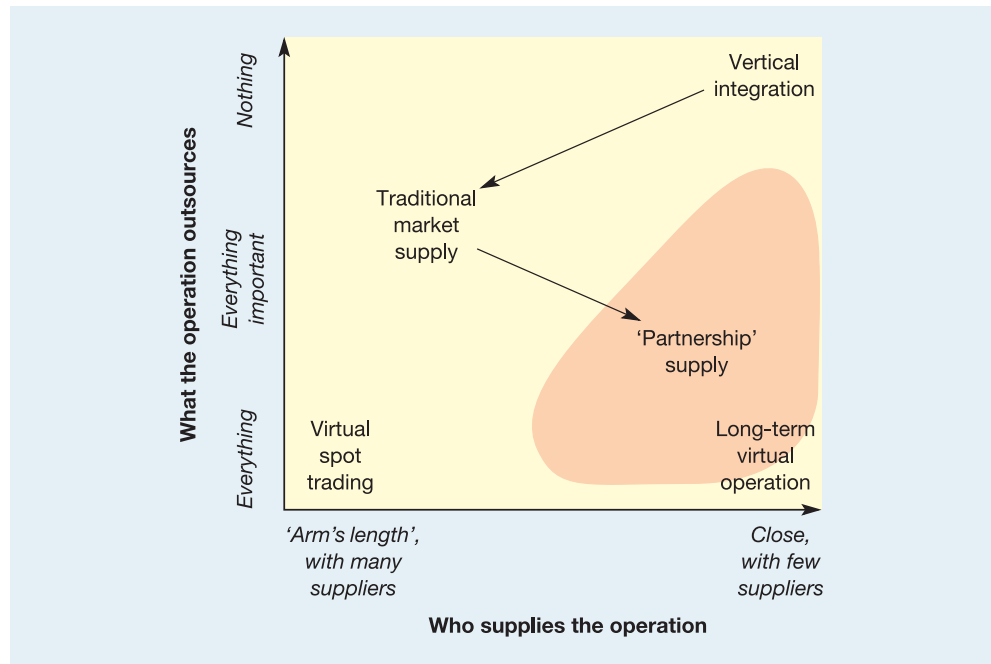 What the operation outsources
Nothing
Everything
important
Everything
Vertical
integration
Traditional
market
supply
‘Partnership’
supply
Virtual
spot
trading
Long-term
virtual
operation
‘Arm’s length’,
with many
suppliers
Close,
with few
suppliers
Who supplies the operation